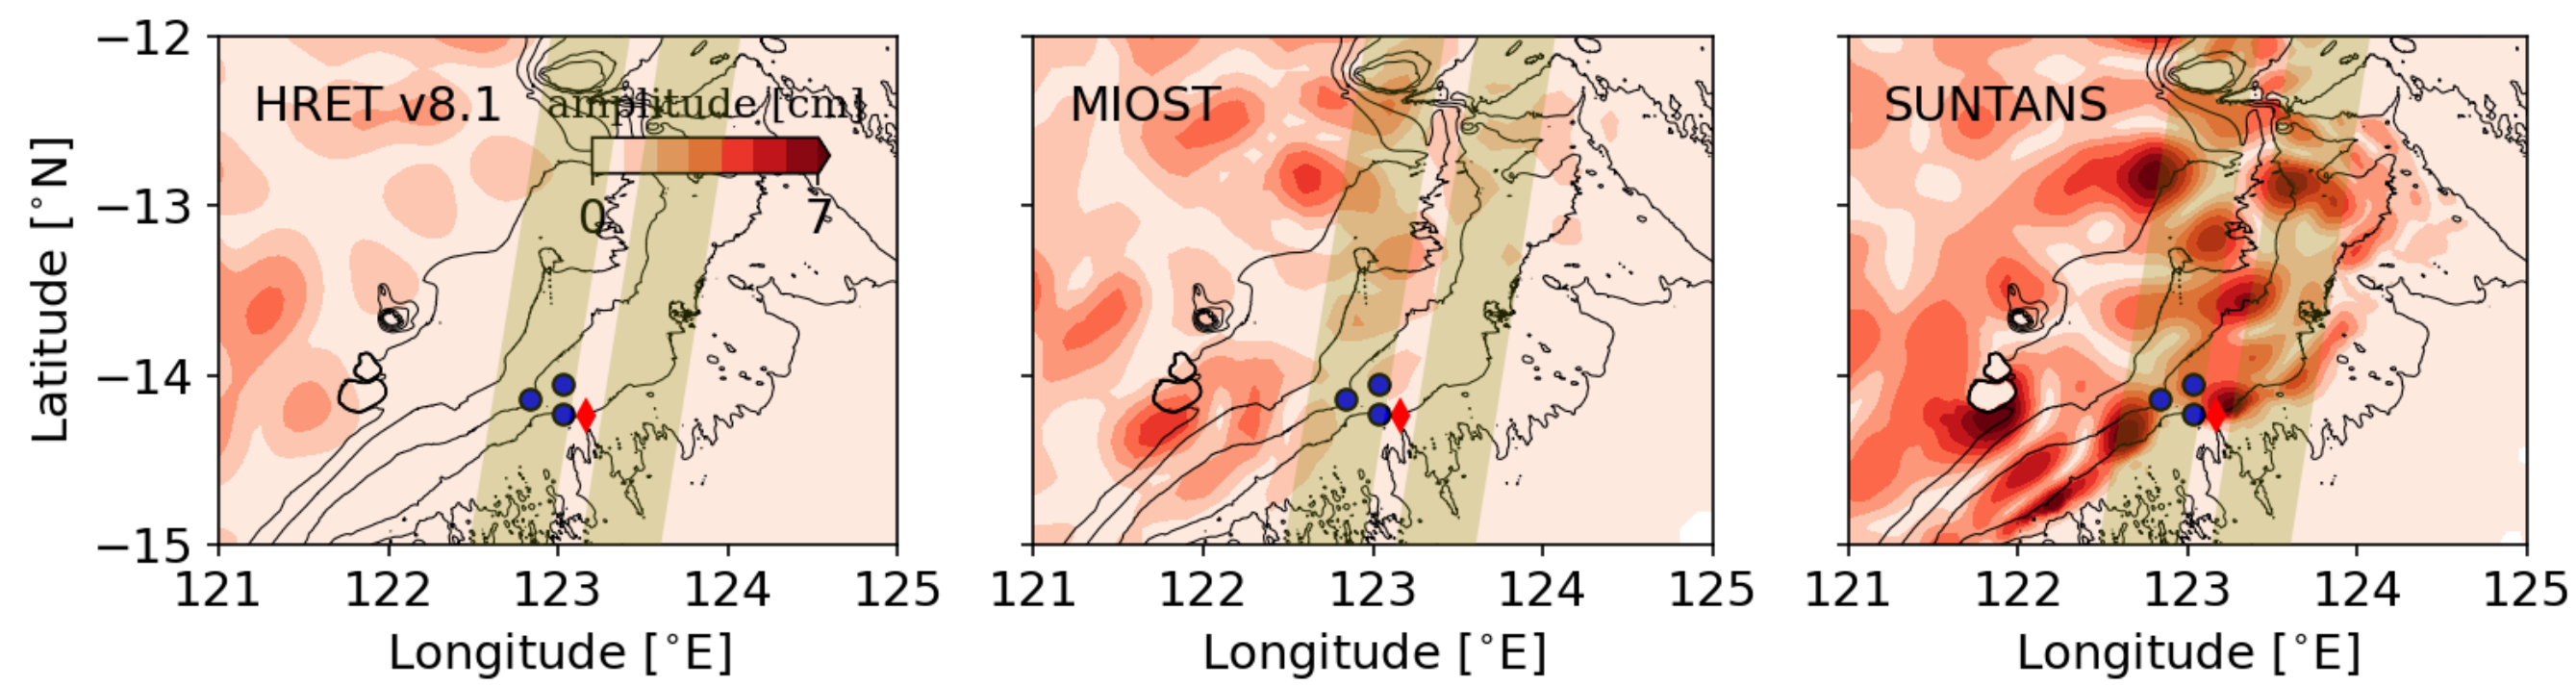 −12
−13
−14
−15
Latitude [°N]
HRET v8.1
amplitude [cm]
0 7
121 122 123 124 125
Longitude [°E]
MIOST
121 122 123 124 125
Longitude [°E]
SUNTANS
121 122 123 124 125
Longitude [°E]